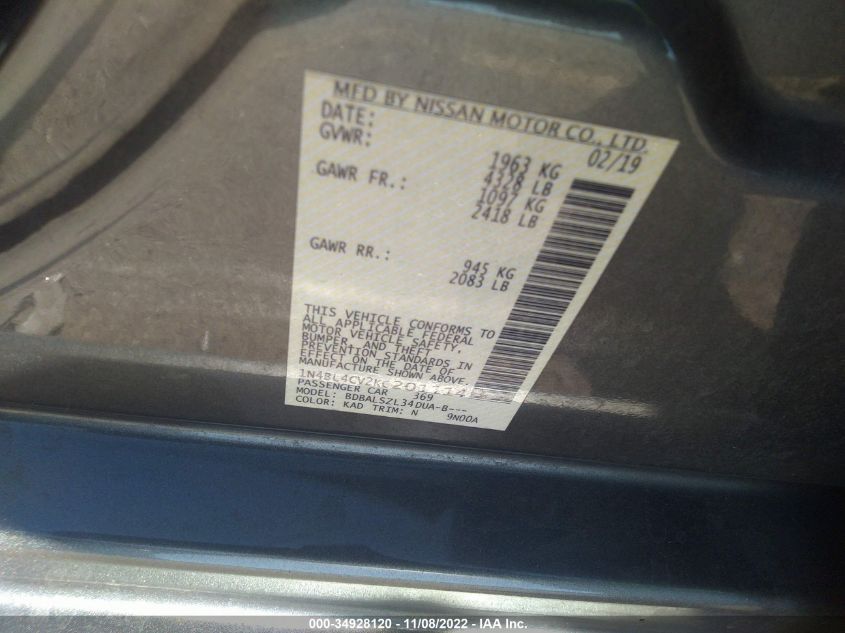 MFD BY NISSAN MOTOR CO., LTD.
DATE: 02/19
GVWR: 1963 KG
4328 LB
GAWR FR.: 1097 KG
2418 LB
GAWR RR.: 945 KG
2083 LB
THIS VEHICLE CONFORMS TO
ALL APPLICABLE FEDERAL
MOTOR VEHICLE SAFETY,
BUMPER, AND THEFT
PREVENTION STANDARDS IN
EFFECT ON THE DATE OF
MANUFACTURE SHOWN ABOVE.
PASSENGER CAR 369
MODEL: BDBALSZL34DUA-B---
COLOR: KAD TRIM: N 9N00A
000-34928120 — 11/08/2022 — IAA Inc.